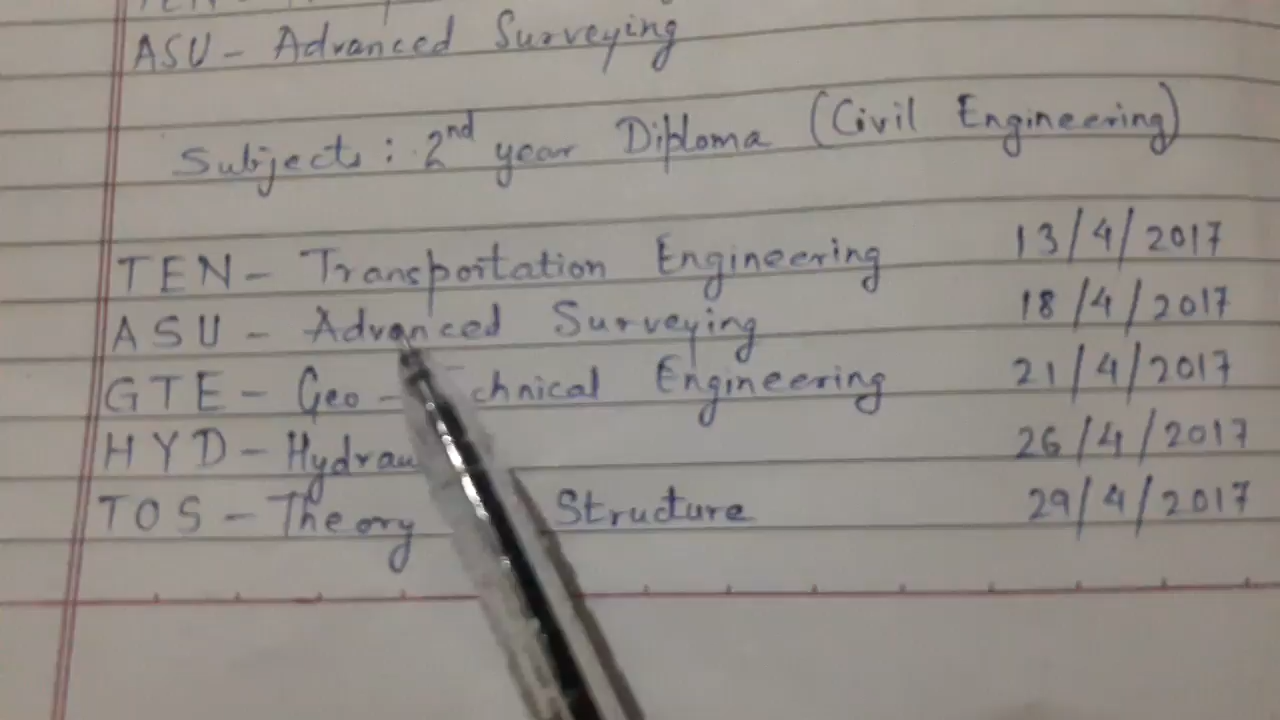 ASU - Advanced Surveying
Subjects : 2nd year Diploma (Civil Engineering)
TEN - Transportation Engineering 13/4/2017
ASU - Advanced Surveying 18/4/2017
GTE - Geo - chnical Engineering 21/4/2017
HYD - Hydrau 26/4/2017
TOS - Theory Structure 29/4/2017